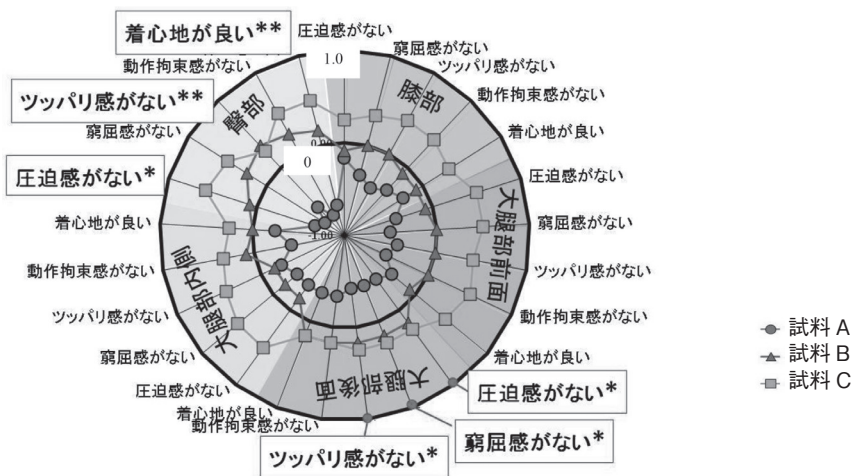 着心地が良い**
圧迫感がない
窮屈感がない
ツッパリ感がない
動作拘束感がない
着心地が良い
圧迫感がない
窮屈感がない
ツッパリ感がない
動作拘束感がない
着心地が良い
圧迫感がない*
窮屈感がない*
ツッパリ感がない*
動作拘束感がない
着心地が良い
圧迫感がない
窮屈感がない
ツッパリ感がない
動作拘束感がない
着心地が良い
圧迫感がない*
窮屈感がない
ツッパリ感がない**
動作拘束感がない
1.0
0.00
0
-1.00
膝部
大腿部前面
大腿部後面
大腿部内側
臀部
試料 A
試料 B
試料 C